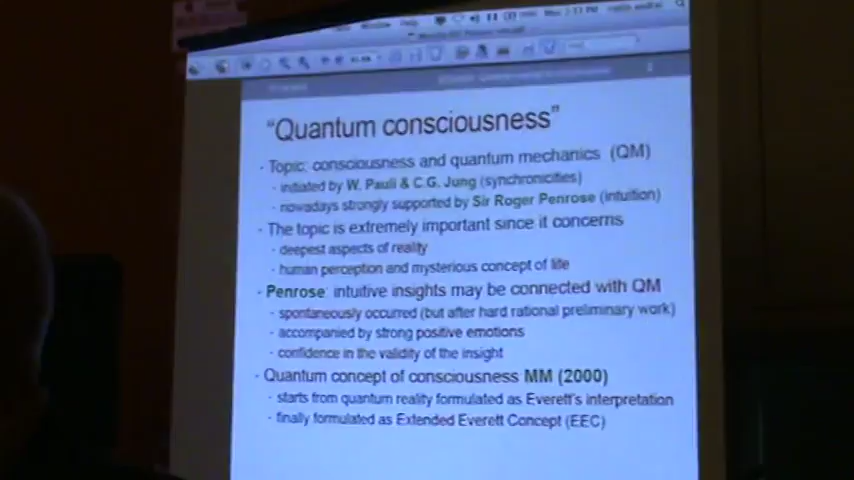 "Quantum consciousness"
· Topic: consciousness and quantum mechanics (QM)
· initiated by W. Pauli & C.G. Jung (synchronicities)
· nowadays strongly supported by Sir Roger Penrose (intuition)
· The topic is extremely important since it concerns
· deepest aspects of reality
· human perception and mysterious concept of life
· Penrose: intuitive insights may be connected with QM
· spontaneously occurred (but after hard rational preliminary work)
· accompanied by strong positive emotions
· confidence in the validity of the insight
· Quantum concept of consciousness MM (2000)
· starts from quantum reality formulated as Everett's interpretation
· finally formulated as Extended Everett Concept (EEC)